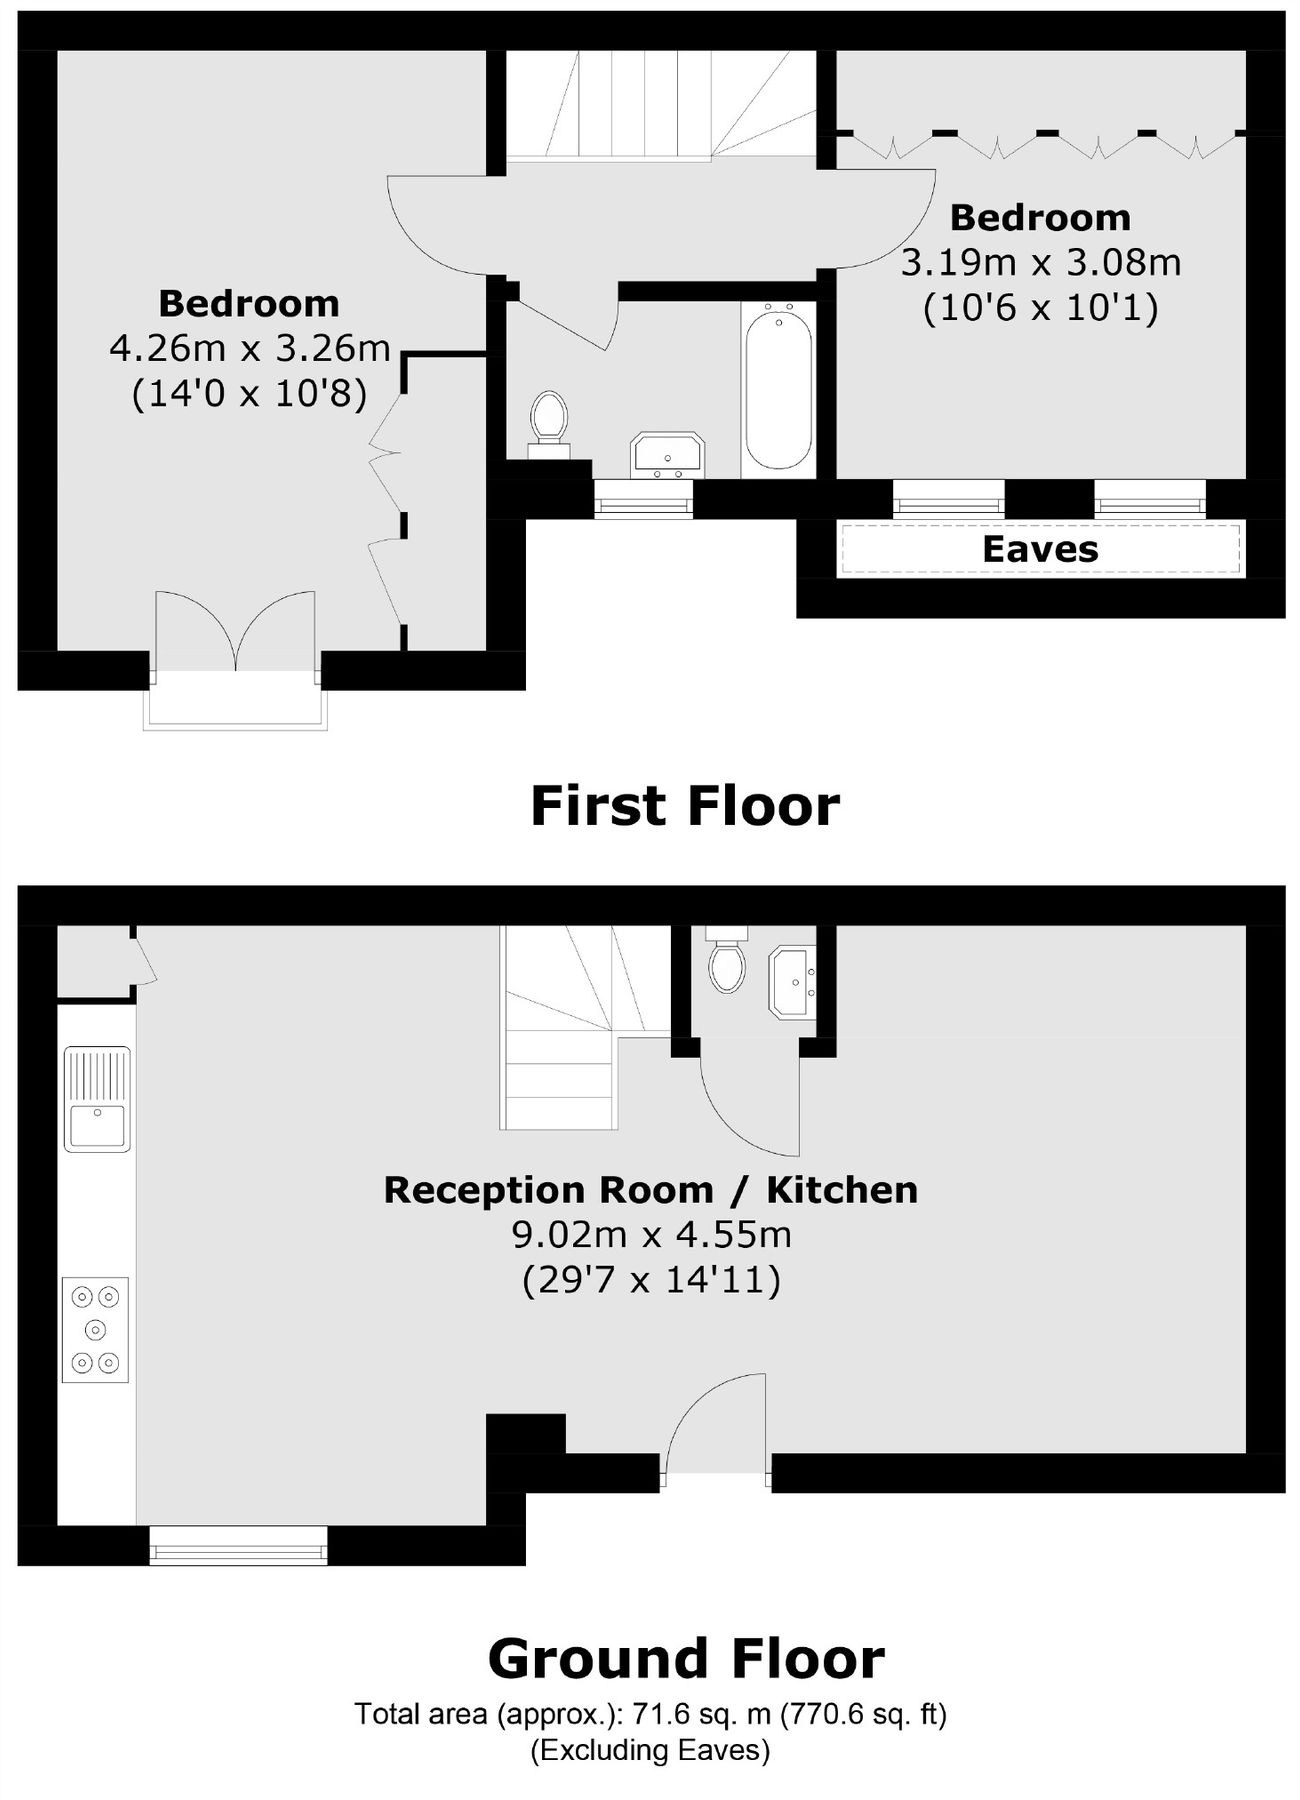 Bedroom
4.26m x 3.26m
(14'0 x 10'8)
Bedroom
3.19m x 3.08m
(10'6 x 10'1)
Eaves
First Floor
Reception Room / Kitchen
9.02m x 4.55m
(29'7 x 14'11)
Ground Floor
Total area (approx.): 71.6 sq. m (770.6 sq. ft)
(Excluding Eaves)